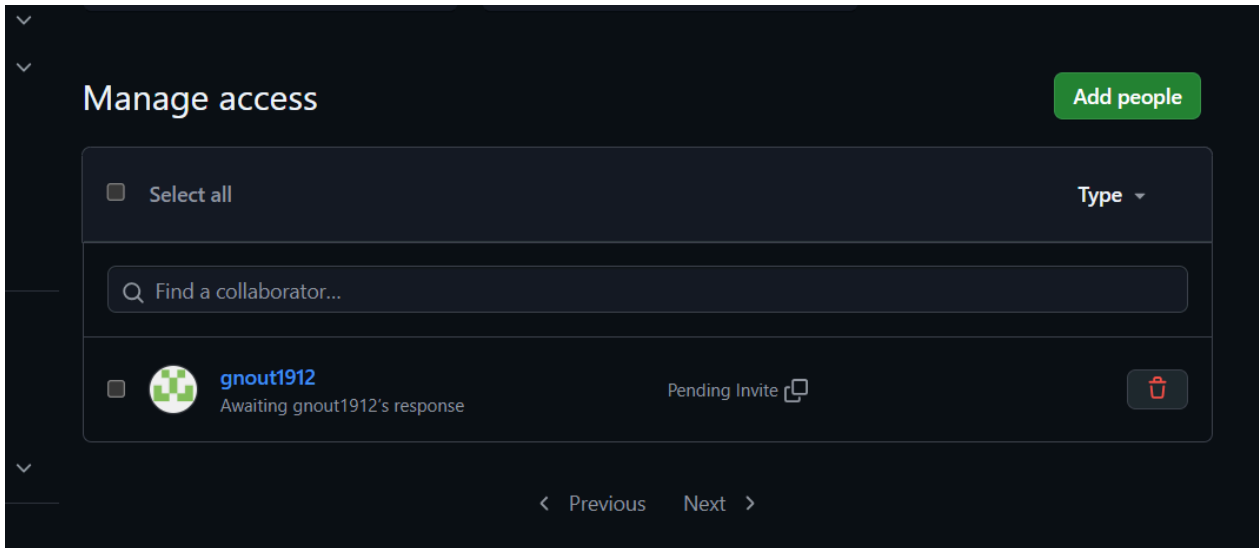 Manage access
Add people
Select all
Type
Find a collaborator...
gnout1912
Awaiting gnout1912's response
Pending Invite
Previous
Next